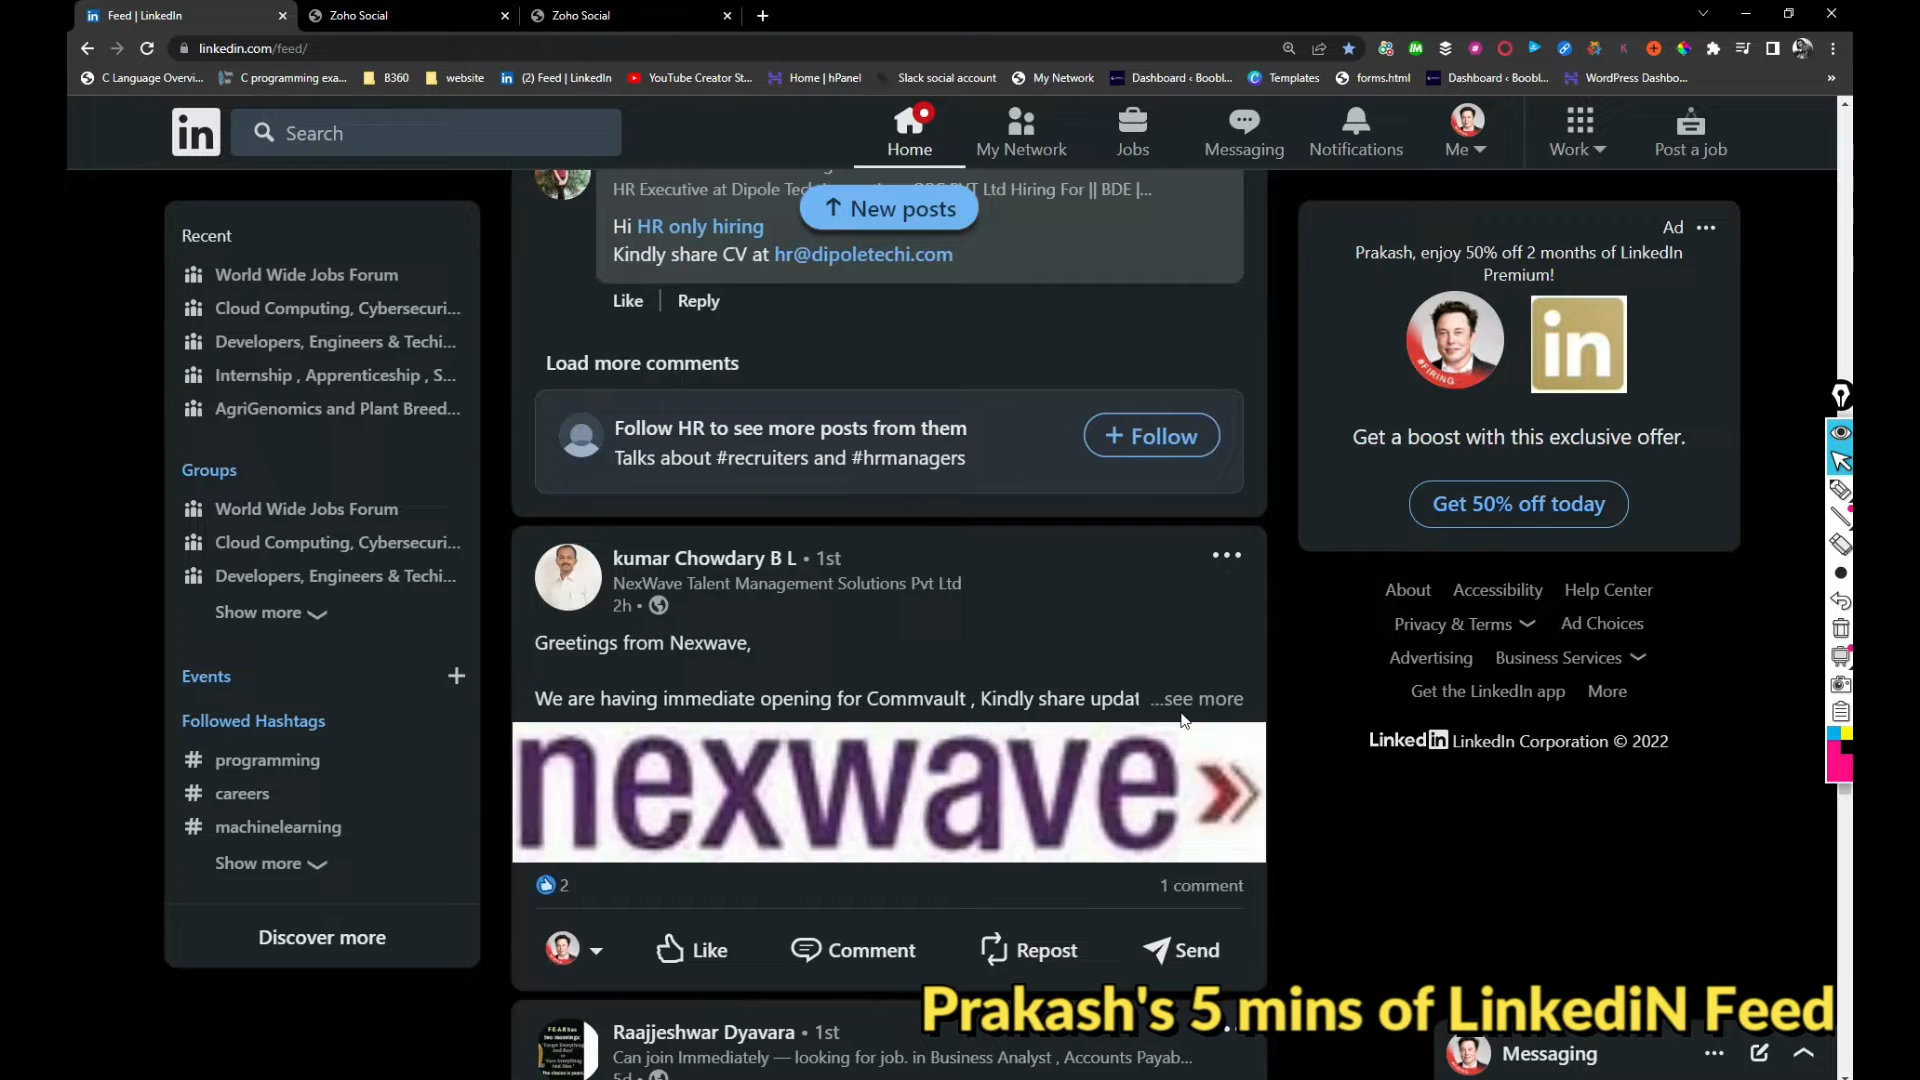 Feed | LinkedIn
Zoho Social
Zoho Social
linkedin.com/feed/
C Language Overvi...
C programming exa...
B360
website
(2) Feed | LinkedIn
YouTube Creator St...
Home | hPanel
Slack social account
My Network
Dashboard ‹ Boobl...
Templates
forms.html
Dashboard ‹ Boobl...
WordPress Dashbo...
in
Search
Home
My Network
Jobs
Messaging
Notifications
Me
Work
Post a job
Recent
World Wide Jobs Forum
Cloud Computing, Cybersecuri...
Developers, Engineers & Techi...
Internship , Apprenticeship , S...
AgriGenomics and Plant Breed...
Groups
World Wide Jobs Forum
Cloud Computing, Cybersecuri...
Developers, Engineers & Techi...
Show more
Events
Followed Hashtags
# programming
# careers
# machinelearning
Show more
Discover more
HR Executive at Dipole Tec Ltd Hiring For || BDE |...
New posts
Hi HR only hiring
Kindly share CV at hr@dipoletechi.com
Like
Reply
Load more comments
Follow HR to see more posts from them
Talks about #recruiters and #hrmanagers
+ Follow
kumar Chowdary B L • 1st
NexWave Talent Management Solutions Pvt Ltd
2h •
Greetings from Nexwave,
We are having immediate opening for Commvault , Kindly share updat ...see more
nexwave
2
1 comment
Like
Comment
Repost
Send
Raajjeshwar Dyavara • 1st
Can join Immediately — looking for job. in Business Analyst , Accounts Payab...
5d •
Ad
Prakash, enjoy 50% off 2 months of LinkedIn
Premium!
#FIRING
in
Get a boost with this exclusive offer.
Get 50% off today
About
Accessibility
Help Center
Privacy & Terms
Ad Choices
Advertising
Business Services
Get the LinkedIn app
More
LinkedIn LinkedIn Corporation © 2022
Prakash's 5 mins of LinkediN Feed
Messaging